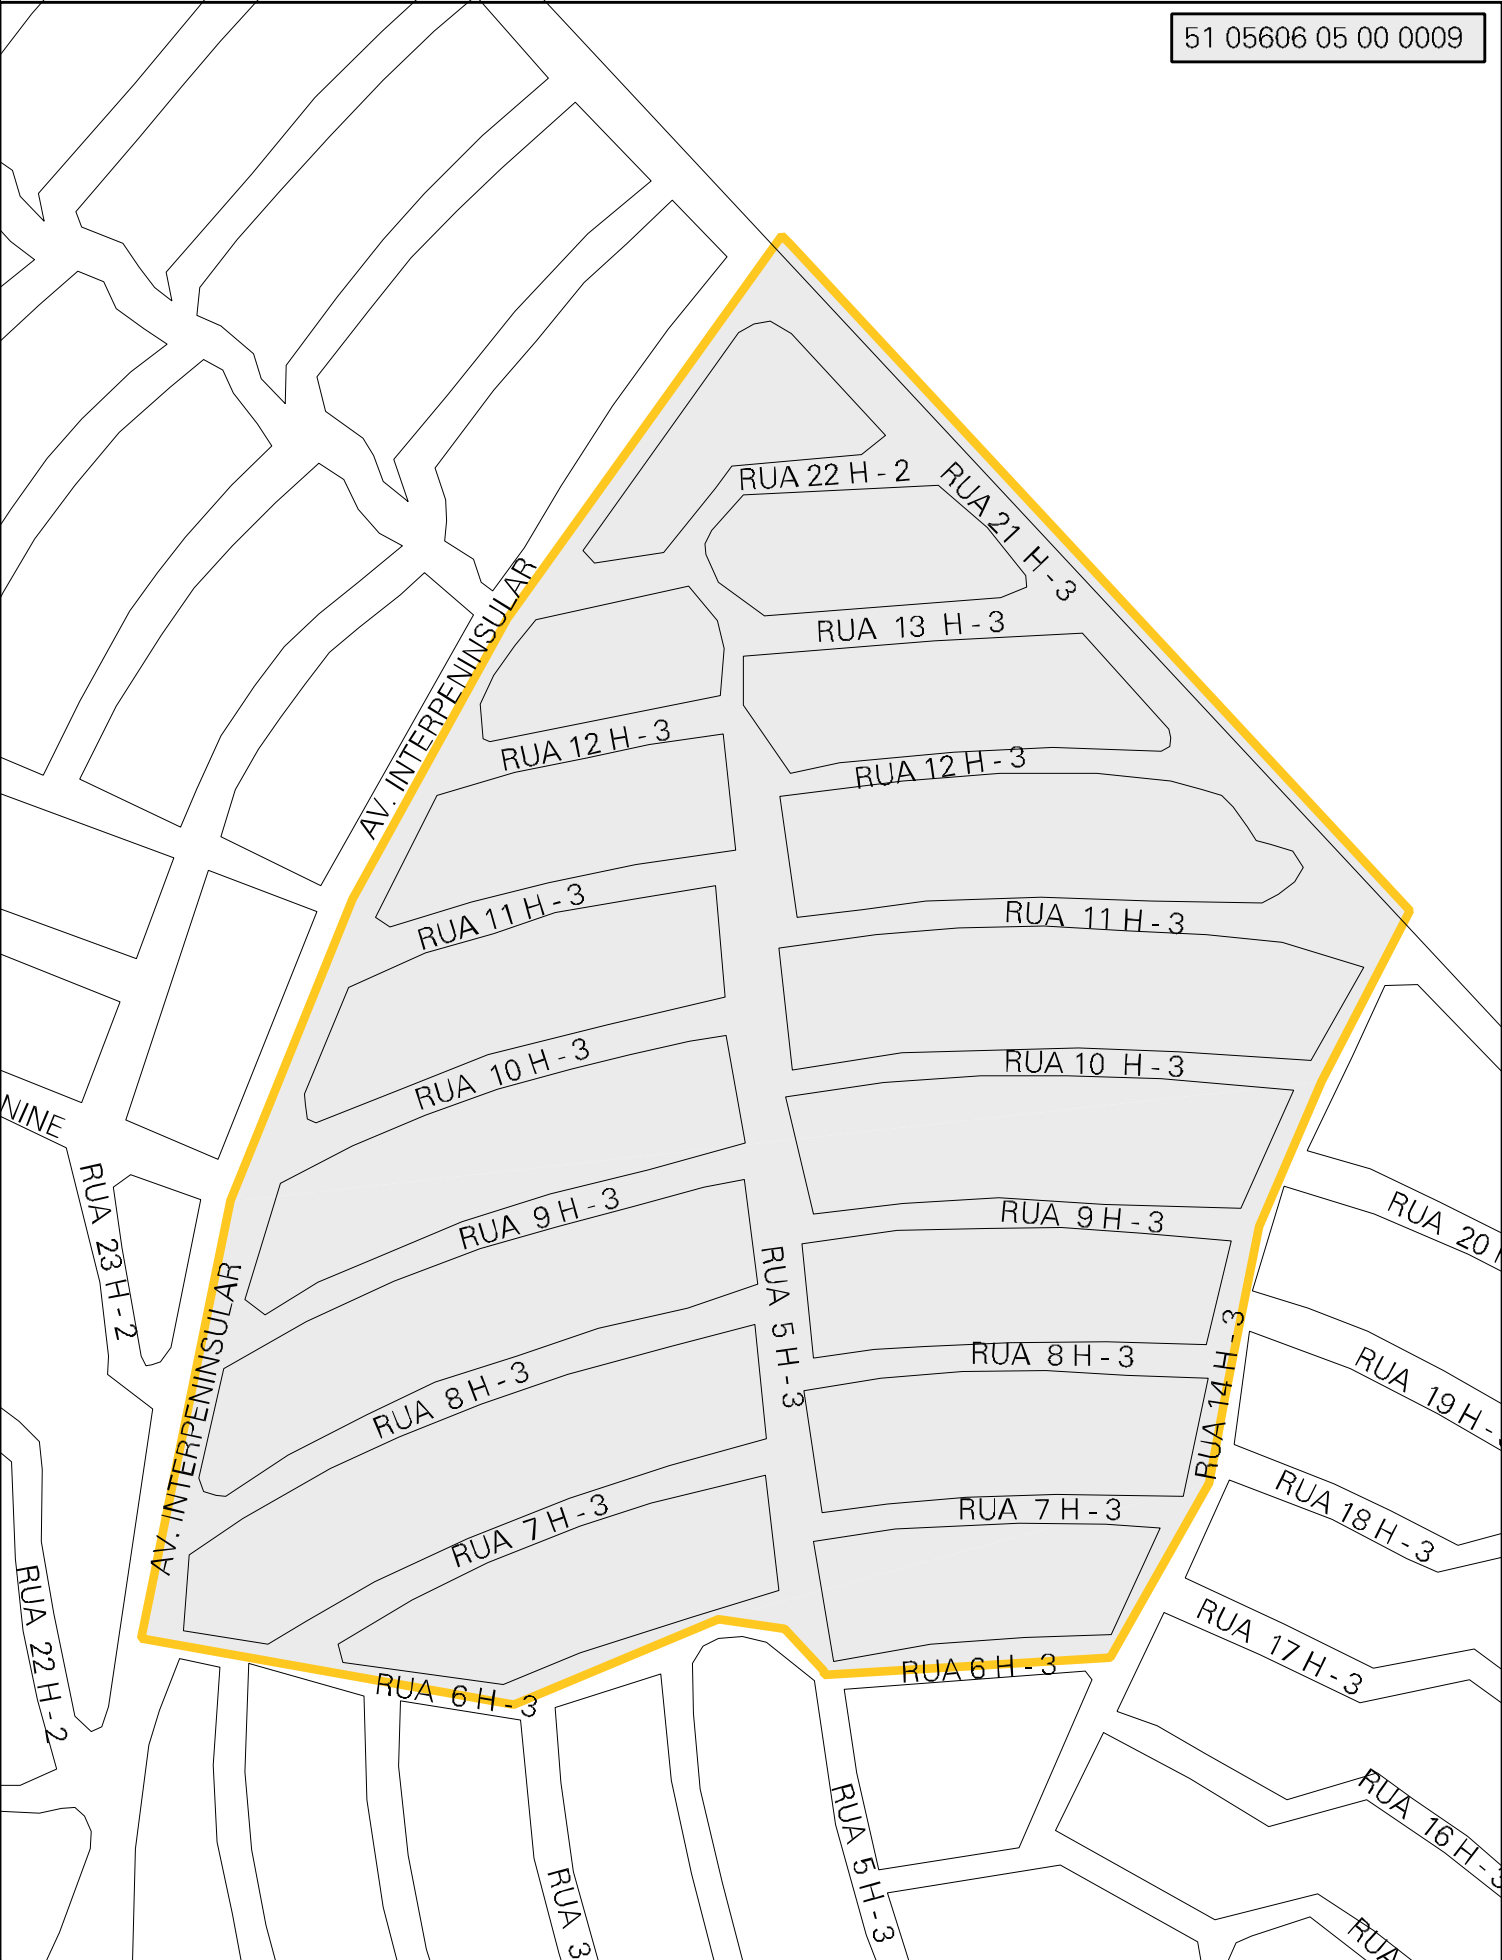 51 05606 05 00 0009
RUA 22 H - 2
RUA 21 H - 3
AV. INTERPENINSULAR
RUA 13 H - 3
RUA 12 H - 3
RUA 12 H - 3
RUA 11 H - 3
RUA 11 H - 3
RUA 10 H - 3
RUA 10 H - 3
NINE
RUA 23 H - 2
RUA 9 H - 3
RUA 9 H - 3
RUA 20
RUA 5 H - 3
AV. INTERPENINSULAR
RUA 14 H - 3
RUA 8 H - 3
RUA 8 H - 3
RUA 19 H -
RUA 7 H - 3
RUA 7 H - 3
RUA 18 H - 3
RUA 22 H - 2
RUA 17 H - 3
RUA 6 H - 3
RUA 6 H - 3
RUA 5 H - 3
RUA 16 H - 3
RUA 3
RUA